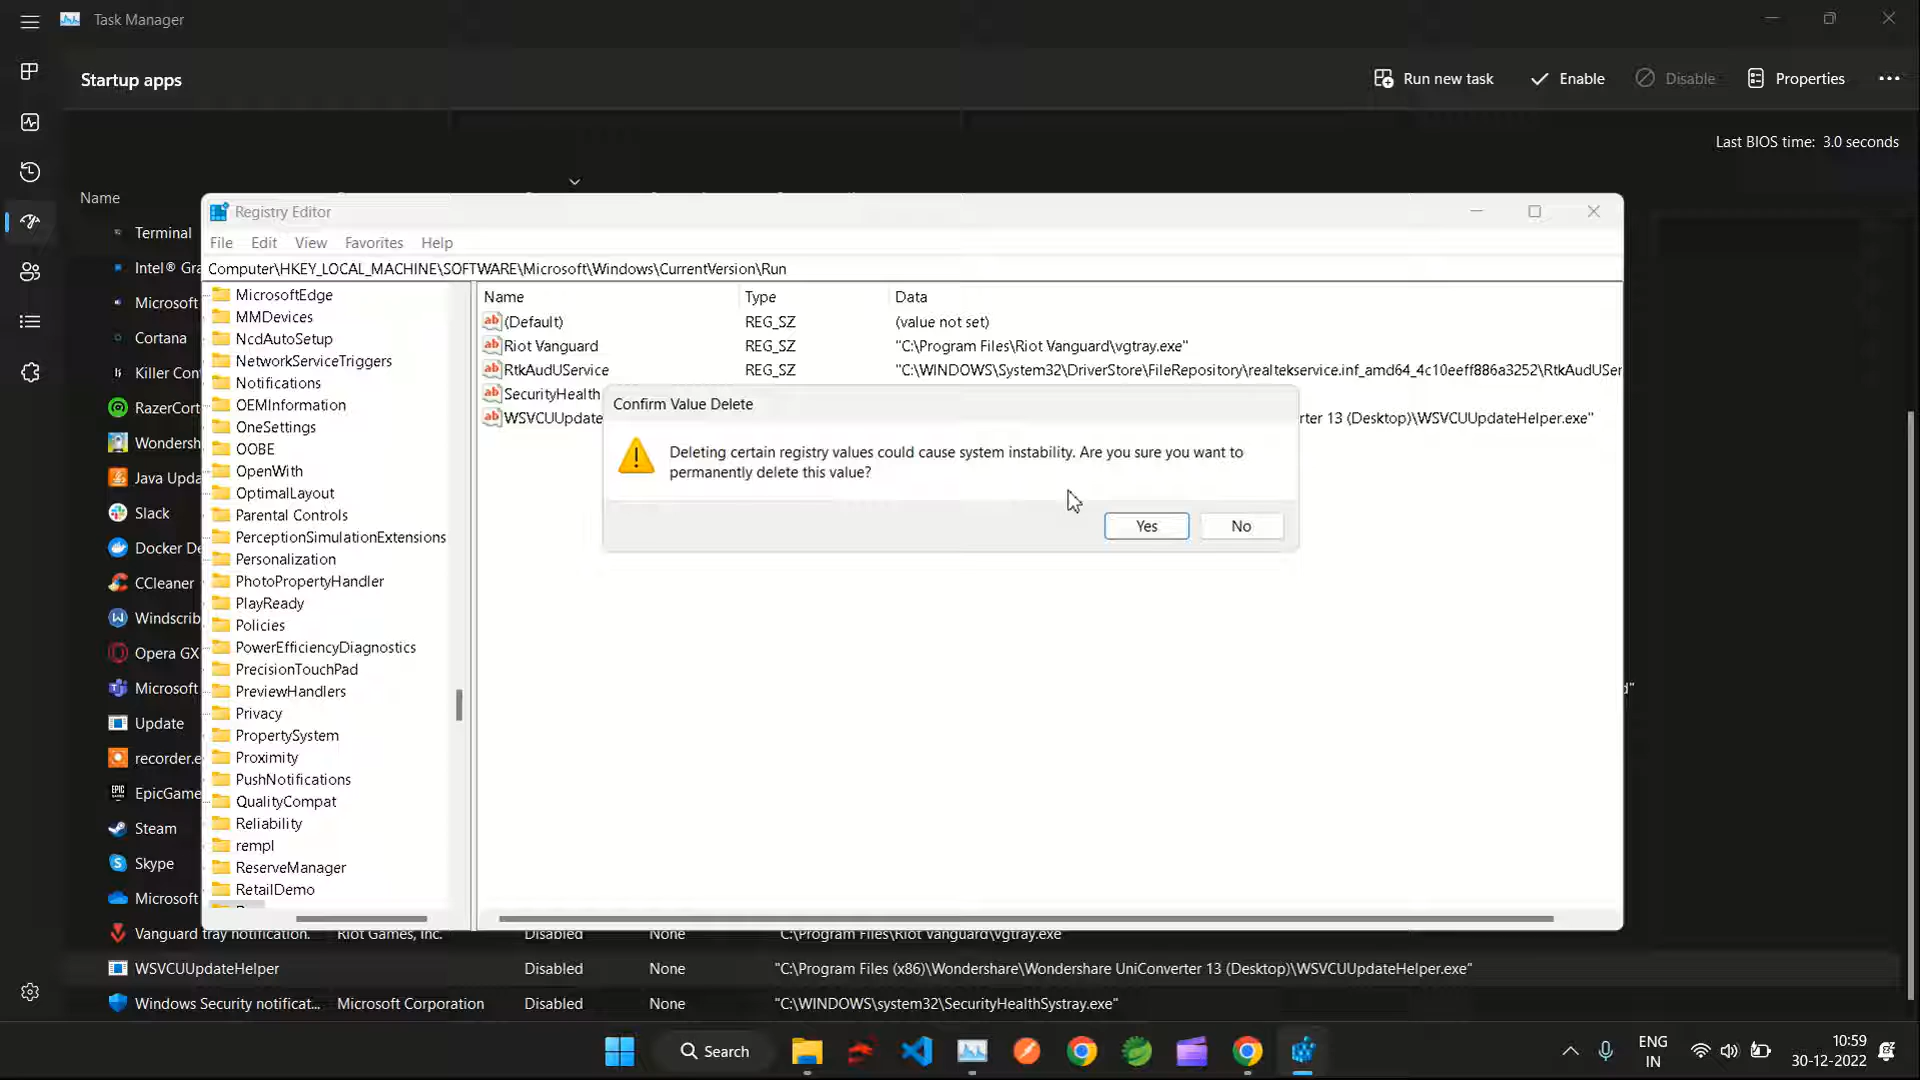 Task Manager
Startup apps
Run new task
Enable
Disable
Properties
Last BIOS time: 3.0 seconds
Name
Terminal
Intel® Gra
Microsoft
Cortana
Killer Con
RazerCort
Wondersh
Java Upda
Slack
Docker De
CCleaner
Windscrib
Opera GX
Microsoft
Update
recorder.e
EpicGame
Steam
Skype
Microsoft
Registry Editor
File Edit View Favorites Help
Computer\HKEY_LOCAL_MACHINE\SOFTWARE\Microsoft\Windows\CurrentVersion\Run
MicrosoftEdge
MMDevices
NcdAutoSetup
NetworkServiceTriggers
Notifications
OEMInformation
OneSettings
OOBE
OpenWith
OptimalLayout
Parental Controls
PerceptionSimulationExtensions
Personalization
PhotoPropertyHandler
PlayReady
Policies
PowerEfficiencyDiagnostics
PrecisionTouchPad
PreviewHandlers
Privacy
PropertySystem
Proximity
PushNotifications
QualityCompat
Reliability
rempl
ReserveManager
RetailDemo
Name Type Data
(Default) REG_SZ (value not set)
Riot Vanguard REG_SZ "C:\Program Files\Riot Vanguard\vgtray.exe"
RtkAudUService REG_SZ "C:\WINDOWS\System32\DriverStore\FileRepository\realtekservice.inf_amd64_4c10eeff886a3252\RtkAudUSer
SecurityHealth
WSVCUUpdate rter 13 (Desktop)\WSVCUUpdateHelper.exe"
Confirm Value Delete
Deleting certain registry values could cause system instability. Are you sure you want to
permanently delete this value?
Yes No
Vanguard tray notification. Riot Games, Inc. Disabled None "C:\Program Files\Riot Vanguard\vgtray.exe"
WSVCUUpdateHelper Disabled None "C:\Program Files (x86)\Wondershare\Wondershare UniConverter 13 (Desktop)\WSVCUUpdateHelper.exe"
Windows Security notificat... Microsoft Corporation Disabled None "C:\WINDOWS\system32\SecurityHealthSystray.exe"
Search
ENG
IN
10:59
30-12-2022